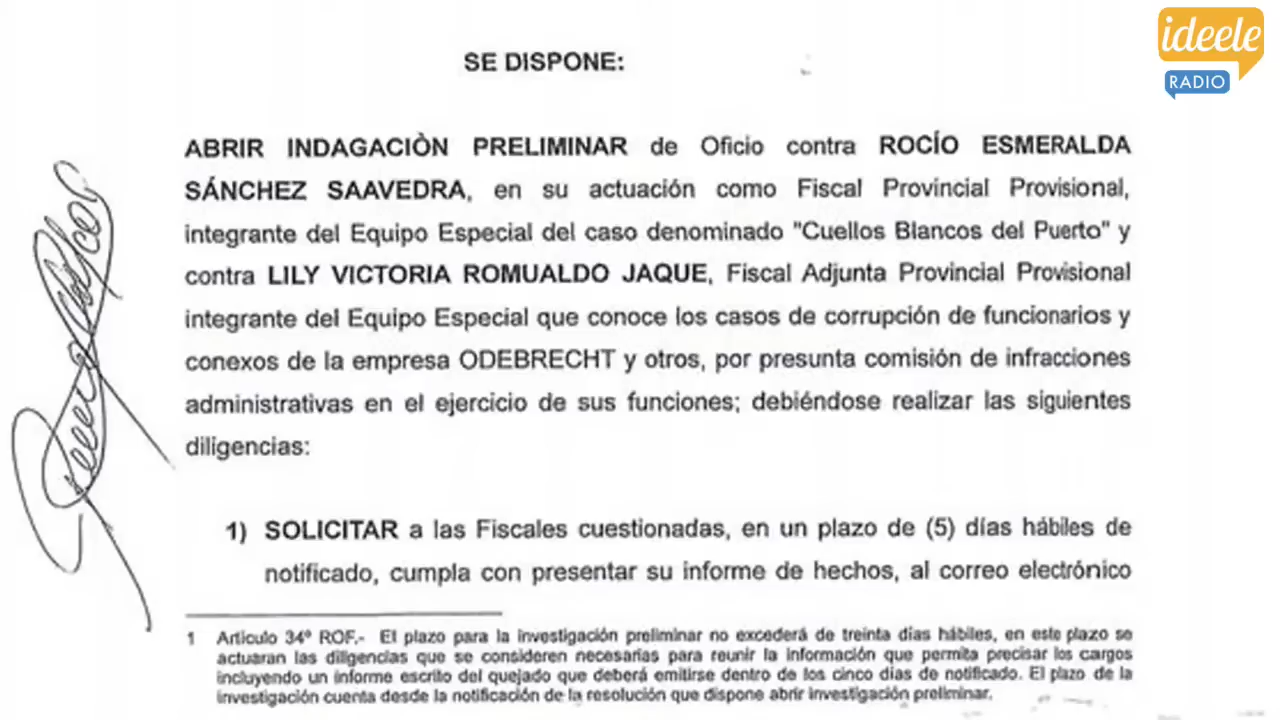 ideele
RADIO
SE DISPONE:
ABRIR INDAGACIÒN PRELIMINAR de Oficio contra ROCÍO ESMERALDA
SÁNCHEZ SAAVEDRA, en su actuación como Fiscal Provincial Provisional,
integrante del Equipo Especial del caso denominado "Cuellos Blancos del Puerto" y
contra LILY VICTORIA ROMUALDO JAQUE, Fiscal Adjunta Provincial Provisional
integrante del Equipo Especial que conoce los casos de corrupción de funcionarios y
conexos de la empresa ODEBRECHT y otros, por presunta comisión de infracciones
administrativas en el ejercicio de sus funciones; debiéndose realizar las siguientes
diligencias:
1) SOLICITAR a las Fiscales cuestionadas, en un plazo de (5) días hábiles de
notificado, cumpla con presentar su informe de hechos, al correo electrónico
1 Articulo 34º ROF.- El plazo para la investigación preliminar no excederá de treinta días hábiles, en este plazo se
actuaran las diligencias que se consideren necesarias para reunir la información que permita precisar los cargos
incluyendo un informe escrito del quejado que deberá emitirse dentro de los cinco días de notificado. El plazo de la
investigación cuenta desde la notificación de la resolución que dispone abrir investigación preliminar.